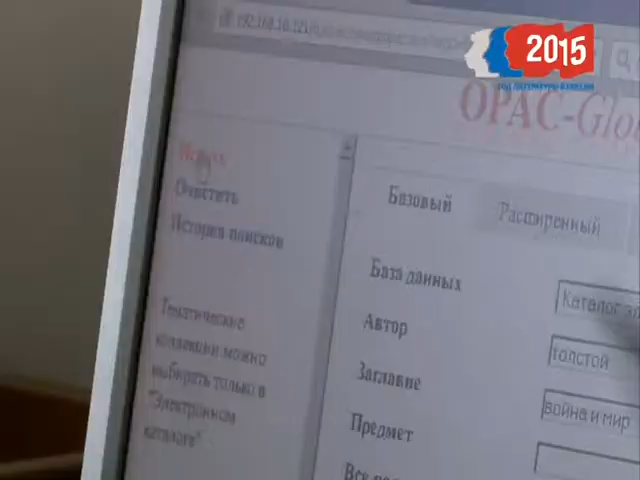 2015
OPAC-Glo
Поиск
Очистить
История поисков
Тематические
коллекции можно
выбирать только в
"Электронном
каталоге"
Базовый
Расширенный
База данных
Каталог
Автор
толстой
Заглавие
война и мир
Предмет